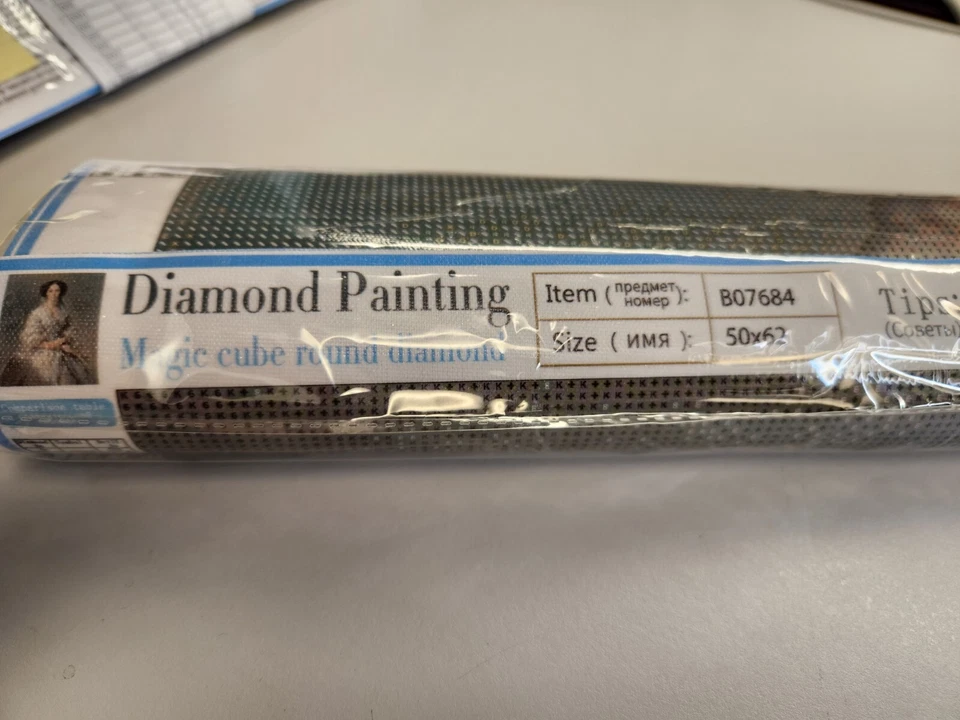 Diamond Painting
Magic cube round diamond
Item (предмет номер): B07684
Size ( имя ): 50x62
Tips
(Советы)